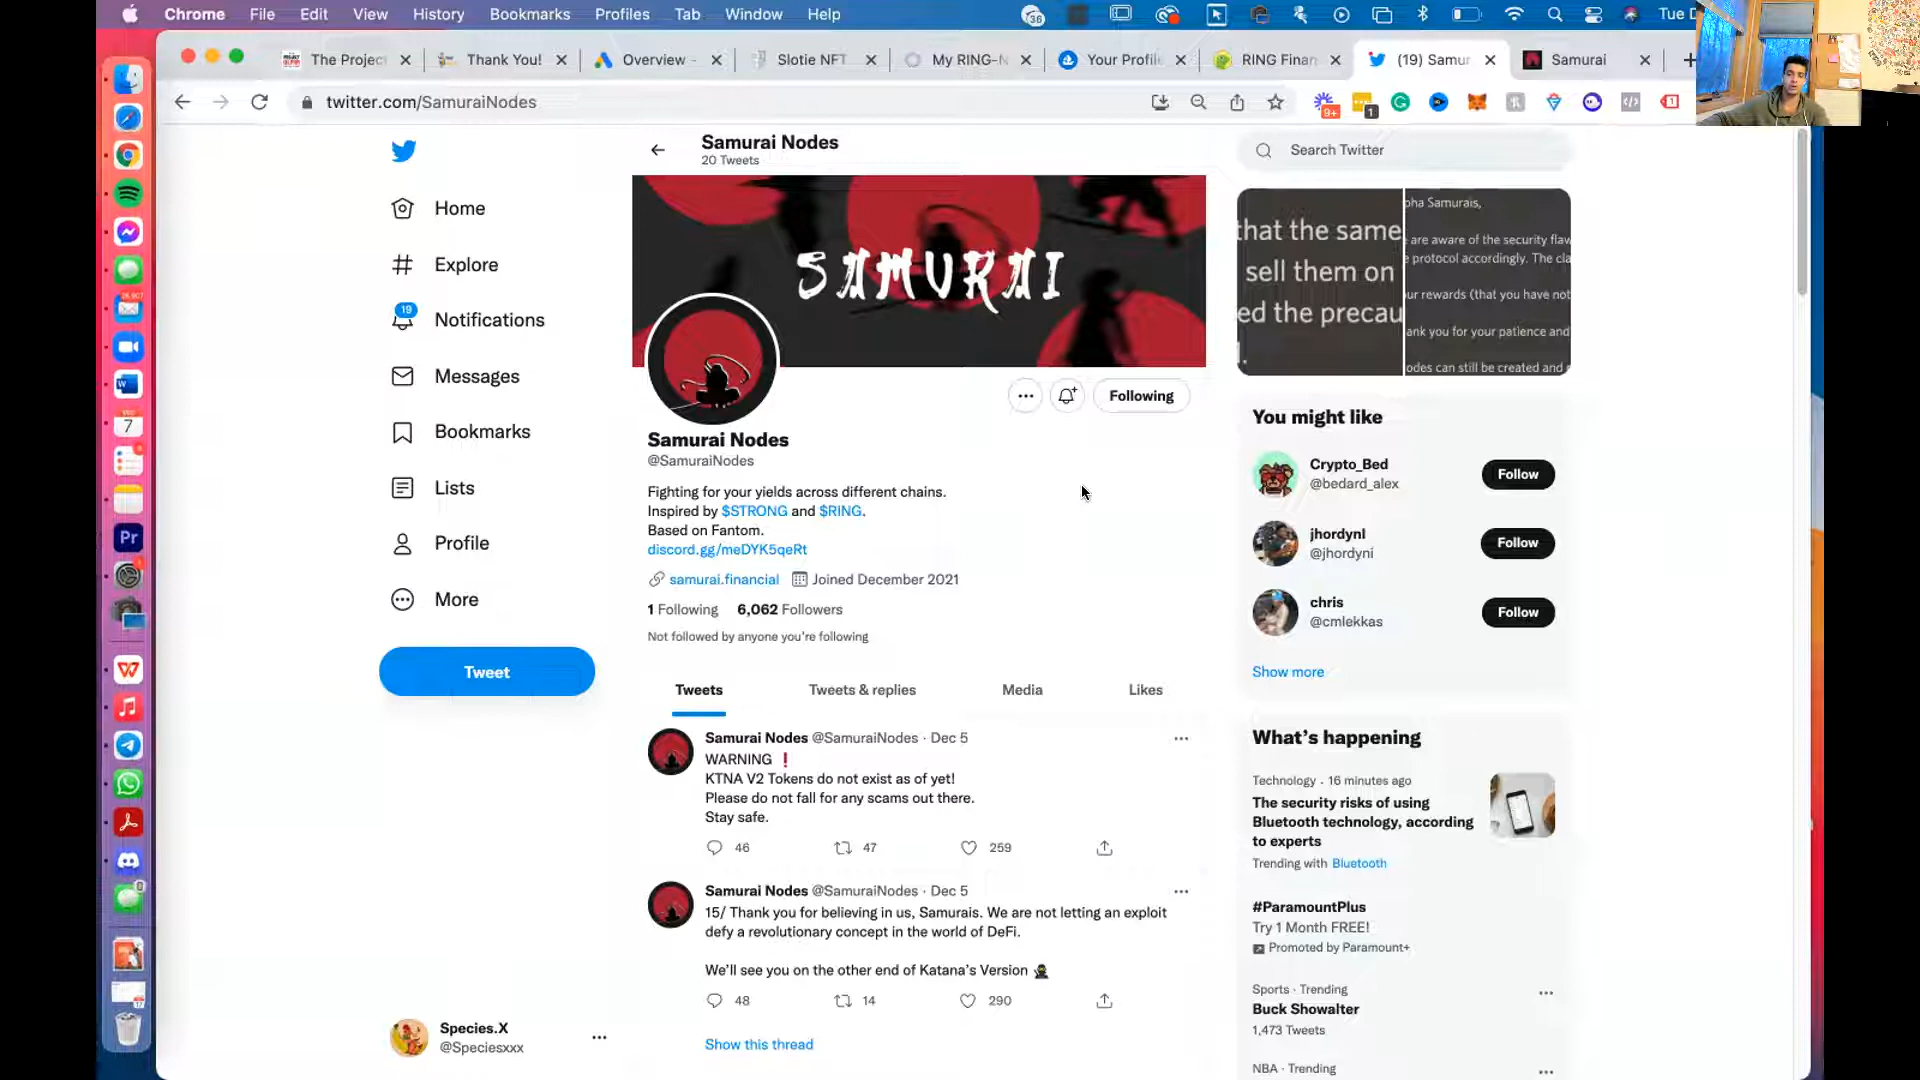 Chrome File Edit View History Bookmarks Profiles Tab Window Help
36
Tue D
The Project
Thank You!
Overview -
Slotie NFT
My RING-N
Your Profile
RING Finan
(19) Samur
Samurai
twitter.com/SamuraiNodes
9+
1
Samurai Nodes
20 Tweets
Search Twitter
Home
Explore
19
Notifications
Messages
Bookmarks
Lists
Profile
More
Tweet
SAMURAI
Following
Samurai Nodes
@SamuraiNodes
Fighting for your yields across different chains.
Inspired by $STRONG and $RING.
Based on Fantom.
discord.gg/meDYK5qeRt
samurai.financial Joined December 2021
1 Following 6,062 Followers
Not followed by anyone you're following
Tweets Tweets & replies Media Likes
Samurai Nodes @SamuraiNodes · Dec 5
WARNING ❗
KTNA V2 Tokens do not exist as of yet!
Please do not fall for any scams out there.
Stay safe.
46 47 259
Samurai Nodes @SamuraiNodes · Dec 5
15/ Thank you for believing in us, Samurais. We are not letting an exploit
defy a revolutionary concept in the world of DeFi.
We'll see you on the other end of Katana's Version 🥷
48 14 290
Show this thread
that the same
sell them on
ed the precau
pha Samurais,
are aware of the security flaw
protocol accordingly. The cla
ur rewards (that you have not
ank you for your patience and
odes can still be created and
You might like
Crypto_Bed
@bedard_alex
Follow
jhordynI
@jhordyni
Follow
chris
@cmlekkas
Follow
Show more
What's happening
Technology · 16 minutes ago
The security risks of using
Bluetooth technology, according
to experts
Trending with Bluetooth
#ParamountPlus
Try 1 Month FREE!
Promoted by Paramount+
Sports · Trending
Buck Showalter
1,473 Tweets
NBA · Trending
Species.X
@Speciesxxx
7
W
Pr